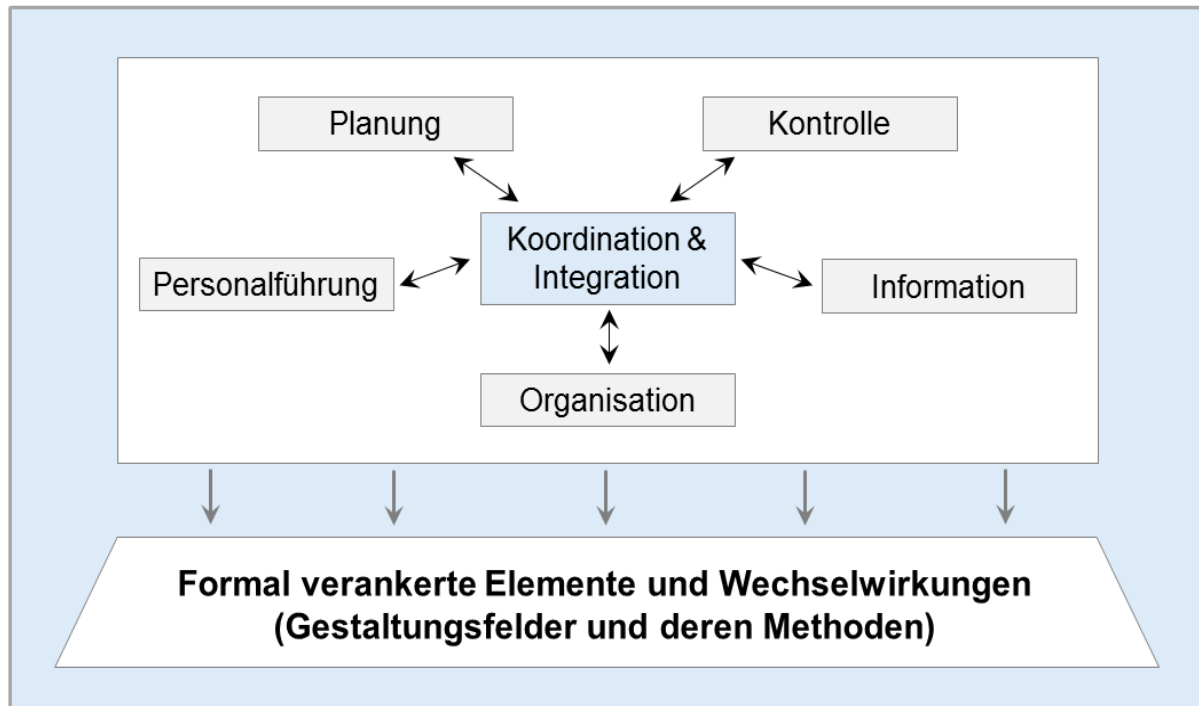 Planung
Kontrolle
Koordination &
Integration
Personalführung
Information
Organisation
Formal verankerte Elemente und Wechselwirkungen
(Gestaltungsfelder und deren Methoden)